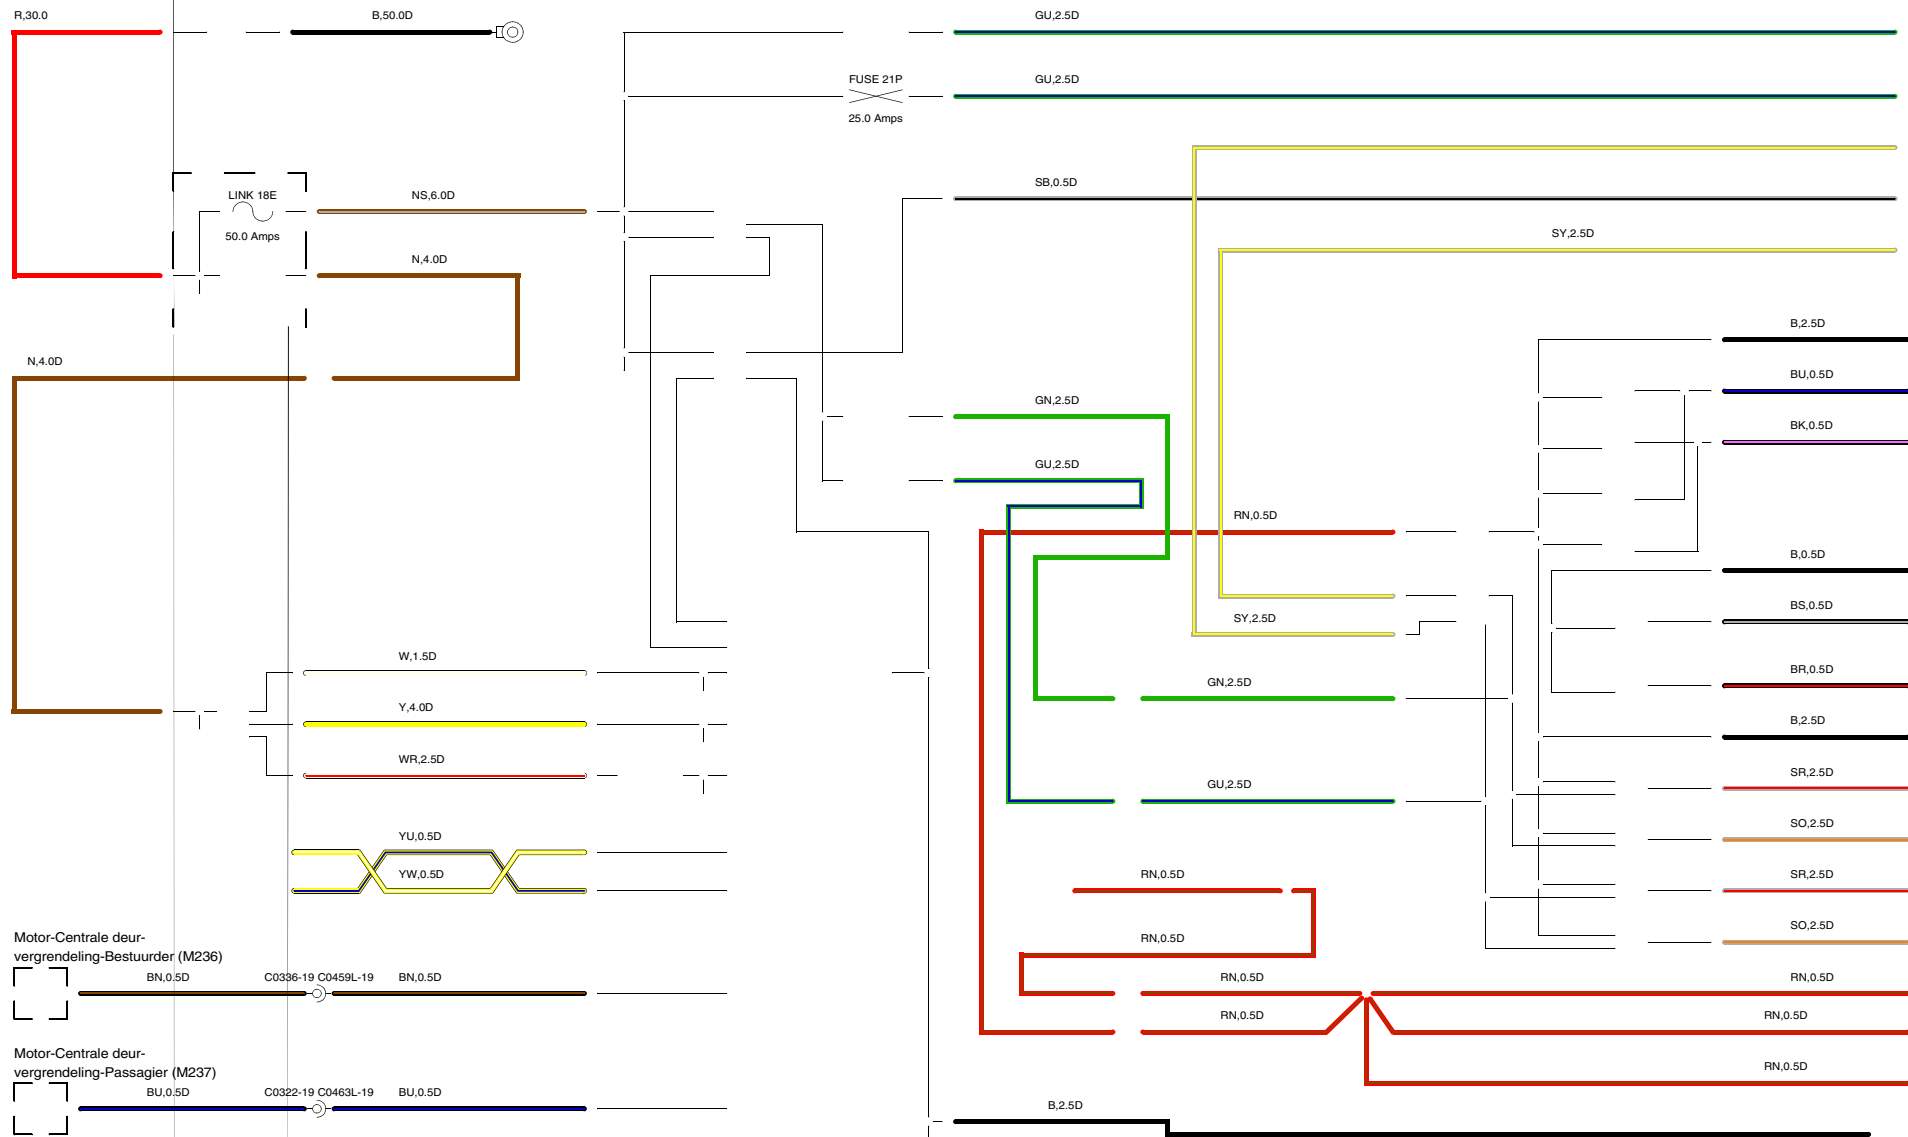 R,30.0
B,50.0D
GU,2.5D
FUSE 21P
GU,2.5D
25.0 Amps
SB,0.5D
LINK 18E
NS,6.0D
50.0 Amps
SY,2.5D
N,4.0D
B,2.5D
N,4.0D
BU,0.5D
GN,2.5D
BK,0.5D
GU,2.5D
RN,0.5D
B,0.5D
BS,0.5D
SY,2.5D
W,1.5D
BR,0.5D
GN,2.5D
Y,4.0D
B,2.5D
WR,2.5D
SR,2.5D
GU,2.5D
SO,2.5D
YU,0.5D
YW,0.5D
RN,0.5D
SR,2.5D
SO,2.5D
Motor-Centrale deur-
vergrendeling-Bestuurder (M236)
RN,0.5D
BN,0.5D
C0336-19 C0459L-19
BN,0.5D
RN,0.5D
RN,0.5D
RN,0.5D
RN,0.5D
Motor-Centrale deur-
vergrendeling-Passagier (M237)
RN,0.5D
BU,0.5D
C0322-19 C0463L-19
BU,0.5D
B,2.5D